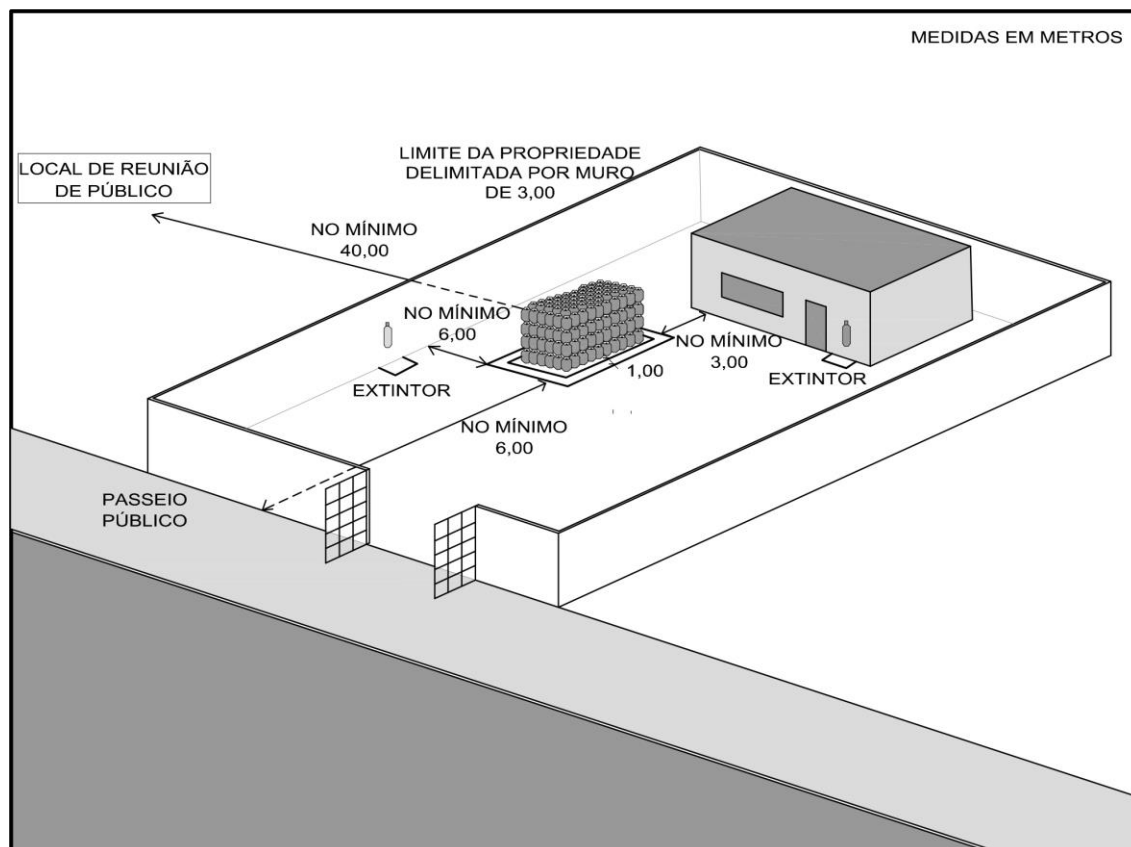 MEDIDAS EM METROS
LOCAL DE REUNIÃO
DE PÚBLICO
LIMITE DA PROPRIEDADE
DELIMITADA POR MURO
DE 3,00
NO MÍNIMO
40,00
NO MÍNIMO
6,00
NO MÍNIMO
3,00
1,00
EXTINTOR
EXTINTOR
NO MÍNIMO
6,00
PASSEIO
PÚBLICO